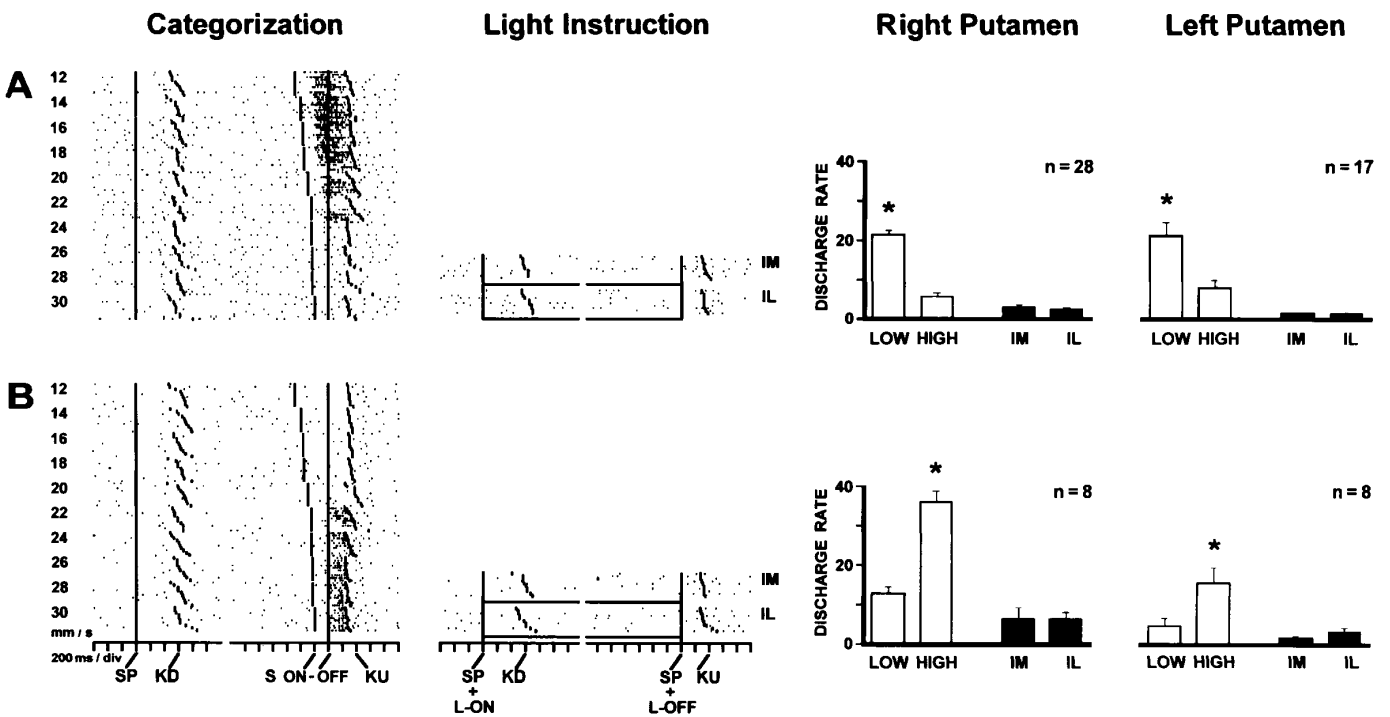 Categorization
Light Instruction
Right Putamen
Left Putamen
A
12
14
16
18
20
22
24
26
28
30
IM
IL
DISCHARGE RATE
40
20
0
*
n = 28
LOW HIGH IM IL
*
n = 17
LOW HIGH IM IL
B
12
14
16
18
20
22
24
26
28
30
mm / s
200 ms / div
SP KD S ON - OFF KU
IM
IL
SP + L-ON
KD
SP + L-OFF
KU
DISCHARGE RATE
40
20
0
*
n = 8
LOW HIGH IM IL
*
n = 8
LOW HIGH IM IL